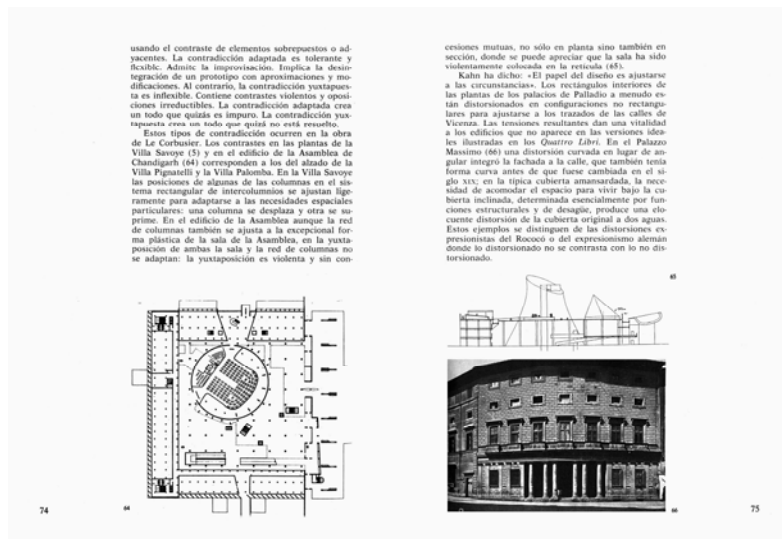 usando el contraste de elementos sobrepuestos o ad-
yacentes. La contradicción adaptada es tolerante y
flexible. Admite la improvisación. Implica la desin-
tegración de un prototipo con aproximaciones y mo-
dificaciones. Al contrario, la contradicción yuxtapues-
ta es inflexible. Contiene contrastes violentos y oposi-
ciones irreductibles. La contradicción adaptada crea
un todo que quizás es impuro. La contradicción yux-
tapuesta crea un todo que quizá no está resuelto.
Estos tipos de contradicción ocurren en la obra
de Le Corbusier. Los contrastes en las plantas de la
Villa Savoye (5) y en el edificio de la Asamblea de
Chandigarh (64) corresponden a los del alzado de la
Villa Pignatelli y la Villa Palomba. En la Villa Savoye
las posiciones de algunas de las columnas en el sis-
tema rectangular de intercolumnios se ajustan lige-
ramente para adaptarse a las necesidades espaciales
particulares: una columna se desplaza y otra se su-
prime. En el edificio de la Asamblea aunque la red
de columnas también se ajusta a la excepcional for-
ma plástica de la sala de la Asamblea, en la yuxta-
posición de ambas la sala y la red de columnas no
se adaptan: la yuxtaposición es violenta y sin con-
64
74
cesiones mutuas, no sólo en planta sino también en
sección, donde se puede apreciar que la sala ha sido
violentamente colocada en la retícula (65).
Kahn ha dicho: «El papel del diseño es ajustarse
a las circunstancias». Los rectángulos interiores de
las plantas de los palacios de Palladio a menudo es-
tán distorsionados en configuraciones no rectangu-
lares para ajustarse a los trazados de las calles de
Vicenza. Las tensiones resultantes dan una vitalidad
a los edificios que no aparece en las versiones idea-
les ilustradas en los Quattro Libri. En el Palazzo
Massimo (66) una distorsión curvada en lugar de an-
gular integró la fachada a la calle, que también tenía
forma curva antes de que fuese cambiada en el si-
glo XIX; en la típica cubierta amansardada, la nece-
sidad de acomodar el espacio para vivir bajo la cu-
bierta inclinada, determinada esencialmente por fun-
ciones estructurales y de desagüe, produce una elo-
cuente distorsión de la cubierta original a dos aguas.
Estos ejemplos se distinguen de las distorsiones ex-
presionistas del Rococó o del expresionismo alemán
donde lo distorsionado no se contrasta con lo no dis-
torsionado.
65
66
75